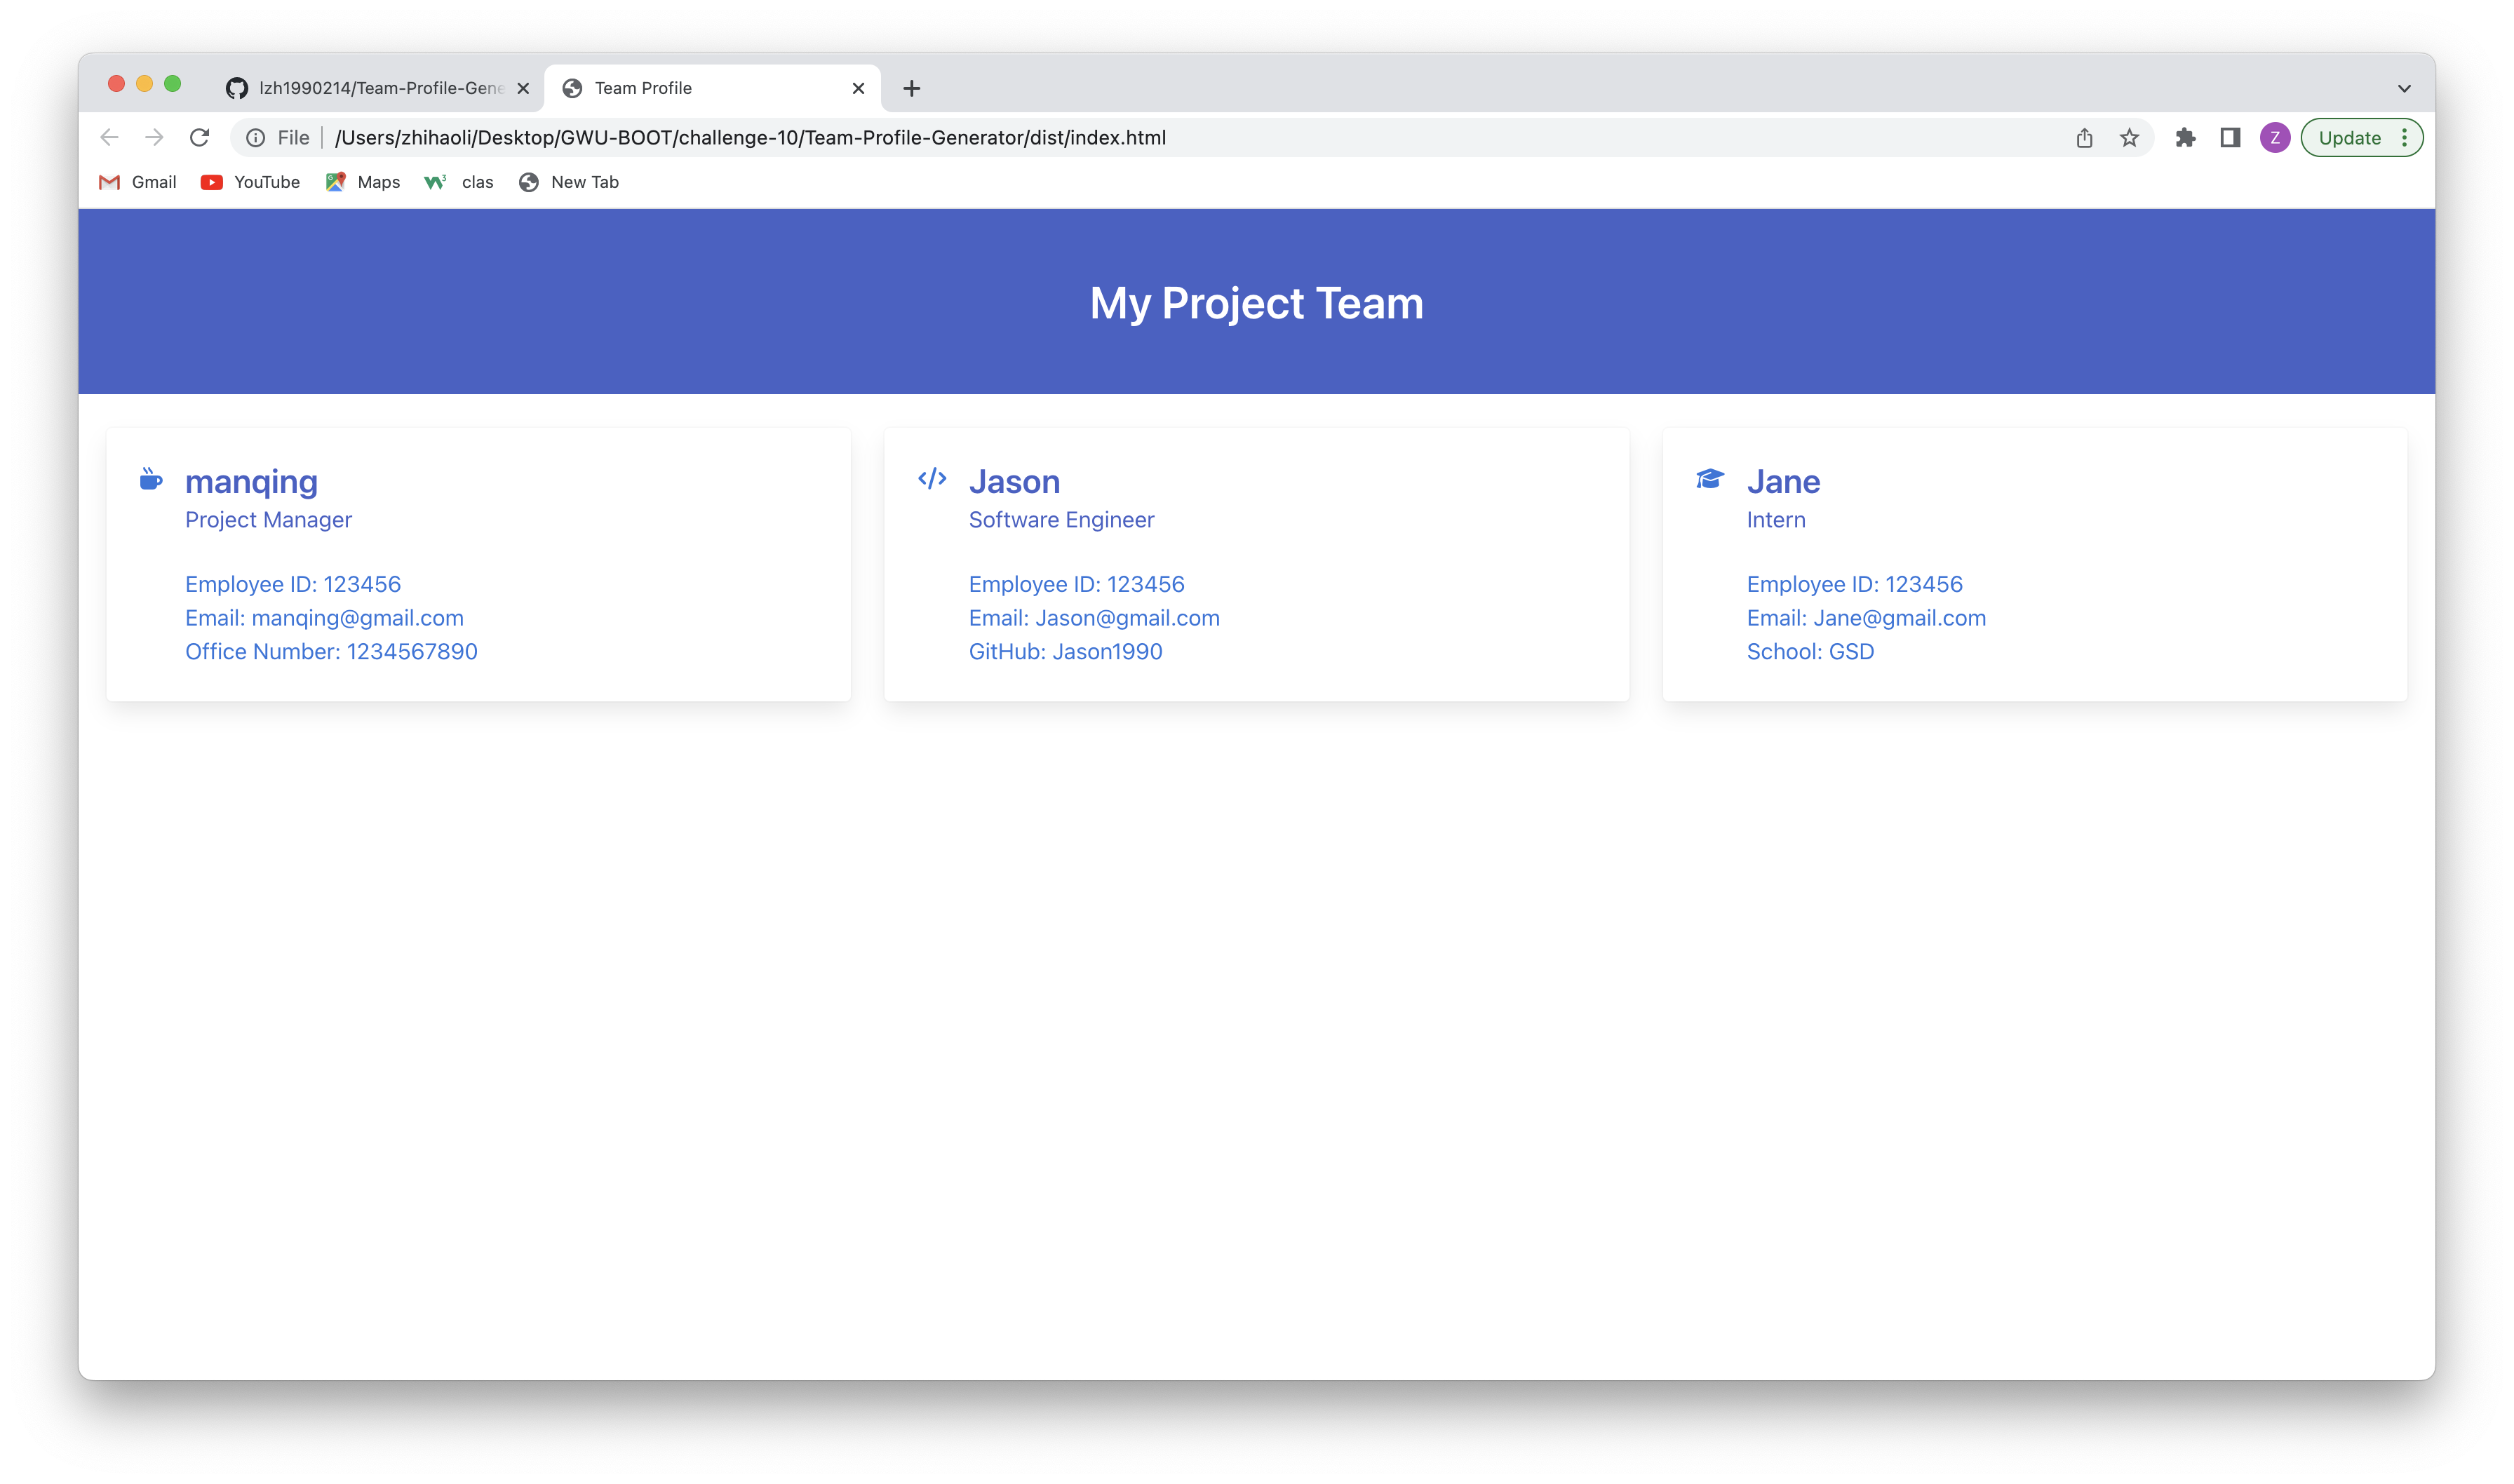 lzh1990214/Team-Profile-Gene
Team Profile
File
/Users/zhihaoli/Desktop/GWU-BOOT/challenge-10/Team-Profile-Generator/dist/index.html
Z
Update
Gmail
YouTube
Maps
clas
New Tab
My Project Team
manqing
Project Manager
Employee ID: 123456
Email: manqing@gmail.com
Office Number: 1234567890
</>
Jason
Software Engineer
Employee ID: 123456
Email: Jason@gmail.com
GitHub: Jason1990
Jane
Intern
Employee ID: 123456
Email: Jane@gmail.com
School: GSD